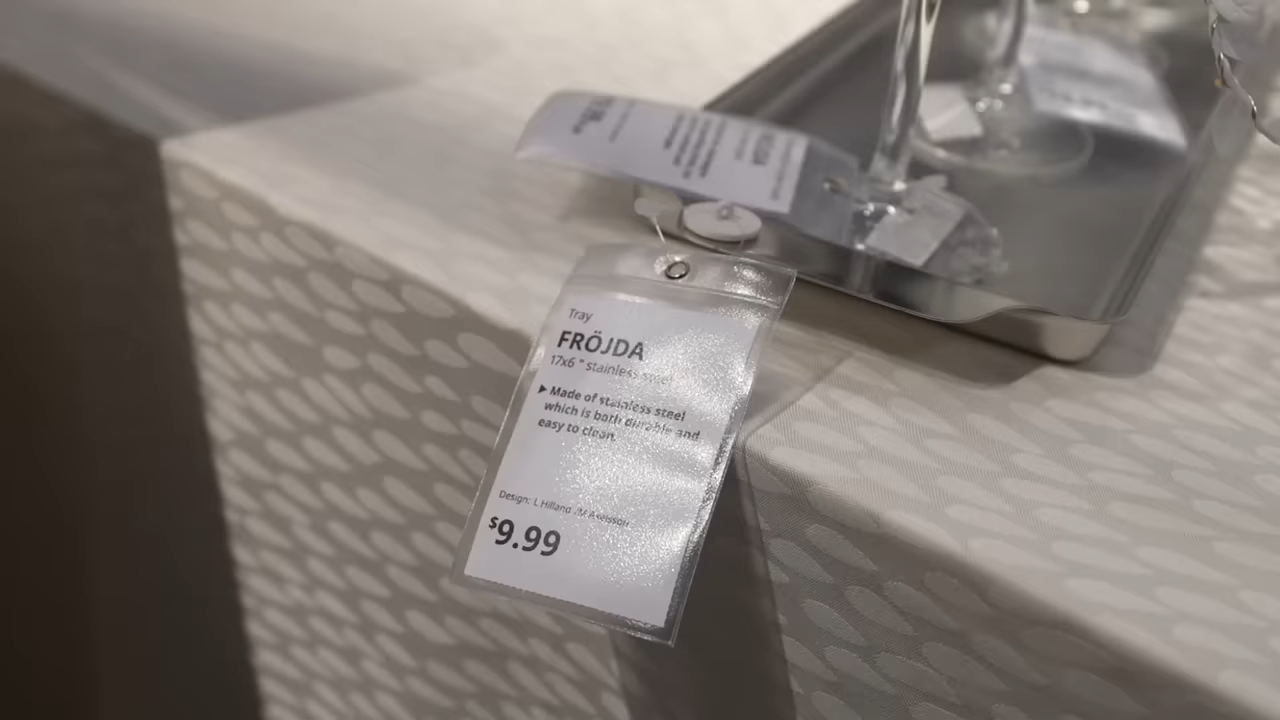 Tray
FRÖJDA
17x6 " stainless steel
▶ Made of stainless steel
which is both durable and
easy to clean.
Design: L Hilland /M Axelsson
$9.99
FRÖJDA